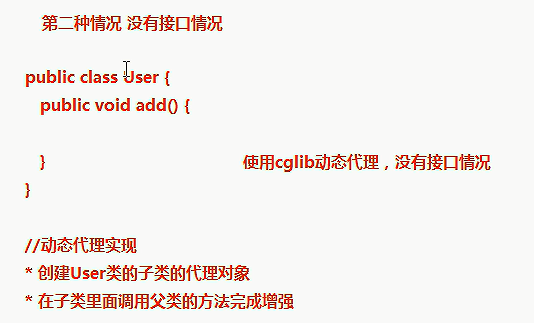 第二种情况 没有接口情况
public class User {
public void add() {
} 使用cglib动态代理，没有接口情况
}
//动态代理实现
* 创建User类的子类的代理对象
* 在子类里面调用父类的方法完成增强